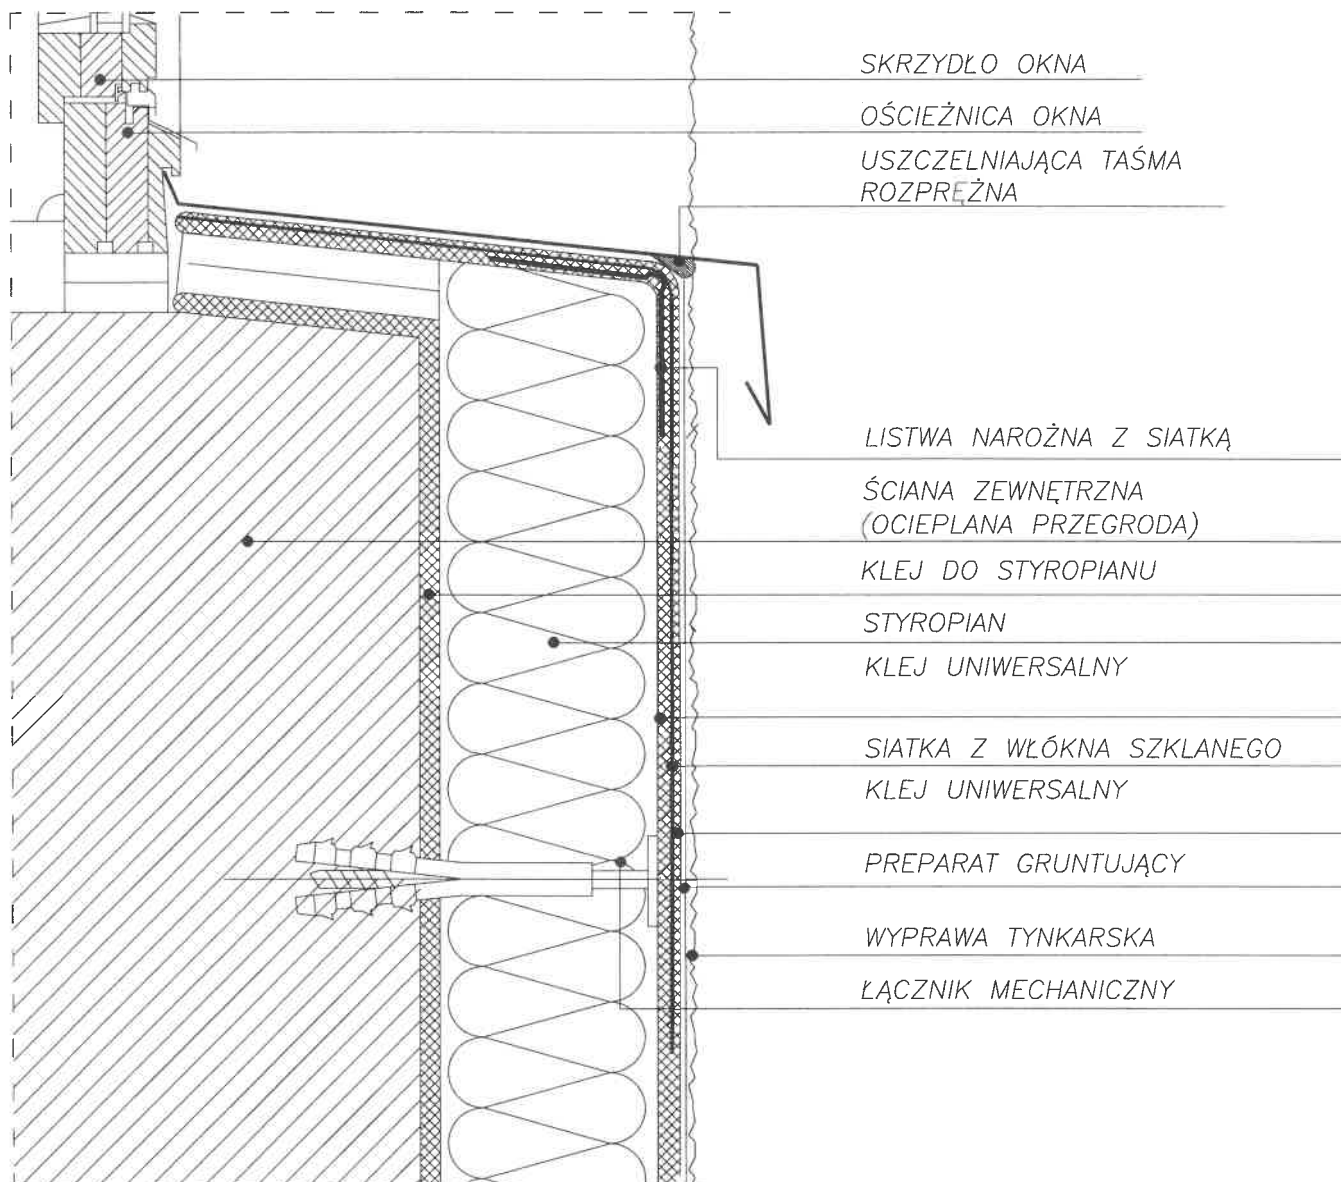 SKRZYDŁO OKNA
OŚCIEŻNICA OKNA
USZCZELNIAJĄCA TAŚMA
ROZPRĘŻNA
LISTWA NAROŻNA Z SIATKĄ
ŚCIANA ZEWNĘTRZNA
(OCIEPLANA PRZEGRODA)
KLEJ DO STYROPIANU
STYROPIAN
KLEJ UNIWERSALNY
SIATKA Z WŁÓKNA SZKLANEGO
KLEJ UNIWERSALNY
PREPARAT GRUNTUJĄCY
WYPRAWA TYNKARSKA
ŁĄCZNIK MECHANICZNY